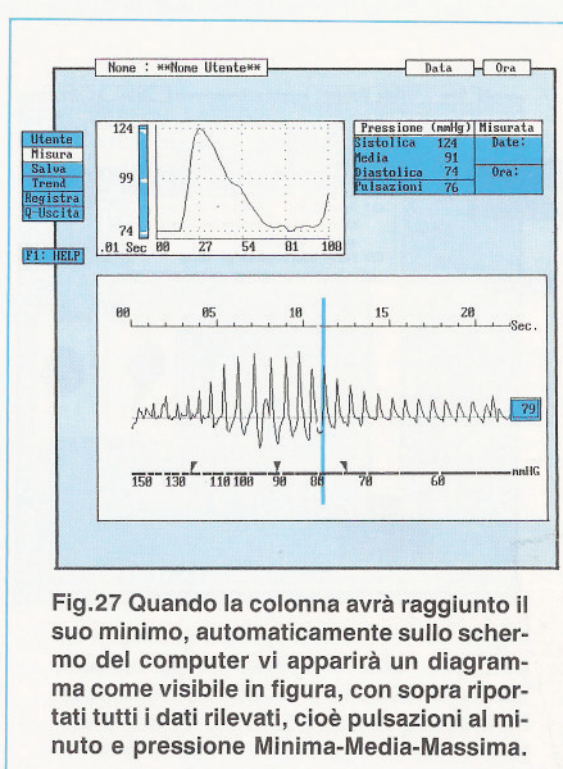 Nome : **Nome Utente** Data Ora
Utente
Misura
Salva
Trend
Registra
Q-Uscita
F1: HELP
124
99
74
.01 Sec 00 27 54 81 108
Pressione (mmHg) Misurata
Sistolica 124 Date:
Media 91
Diastolica 74 Ora:
Pulsazioni 76
00 05 10 15 20 Sec.
79
mmHG
150 130 110 100 90 80 70 60
Fig.27 Quando la colonna avrà raggiunto il
suo minimo, automaticamente sullo scher-
mo del computer vi apparirà un diagram-
ma come visibile in figura, con sopra ripor-
tati tutti i dati rilevati, cioè pulsazioni al mi-
nuto e pressione Minima-Media-Massima.